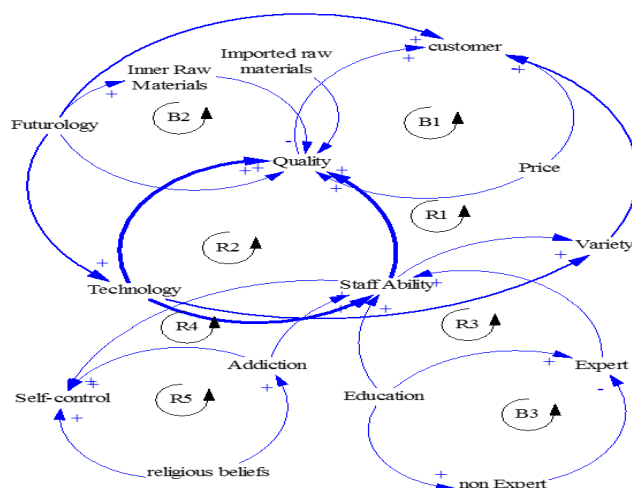 customer
Imported raw
materials
Inner Raw
Materials
Futurology
B2
B1
Quality
Price
R1
R2
Variety
Technology
Staff Ability
R4
R3
Addiction
Expert
Self-control
R5
Education
B3
religious beliefs
non Expert